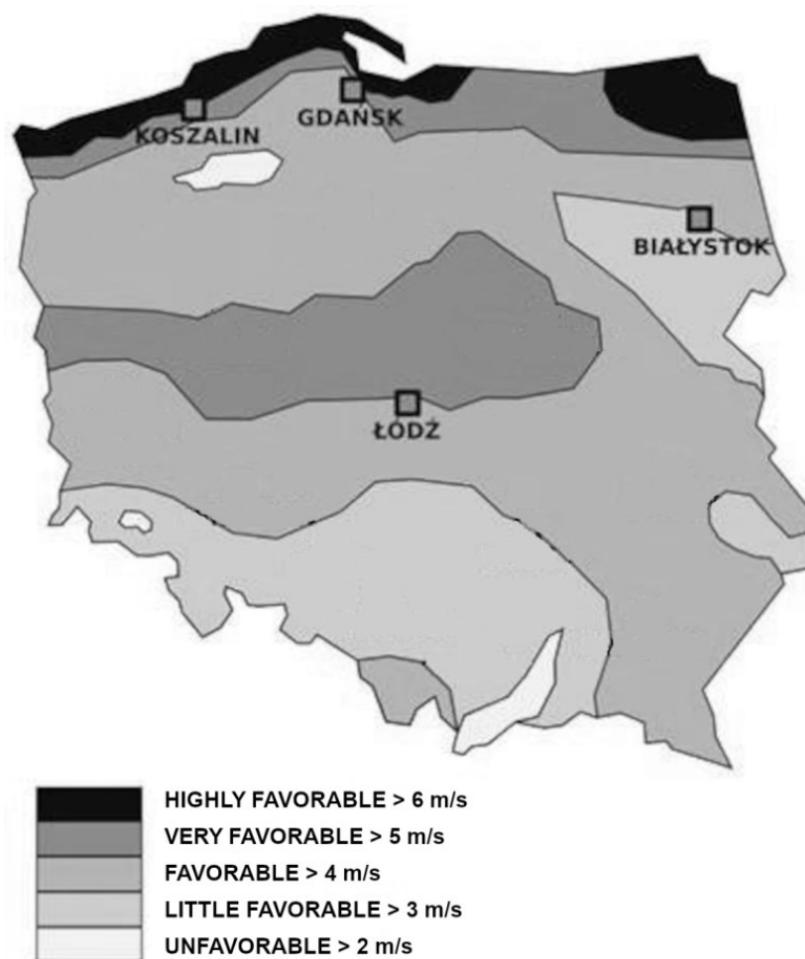 KOSZALIN
GDAŃSK
BIAŁYSTOK
ŁÓDŹ
HIGHLY FAVORABLE > 6 m/s
VERY FAVORABLE > 5 m/s
FAVORABLE > 4 m/s
LITTLE FAVORABLE > 3 m/s
UNFAVORABLE > 2 m/s